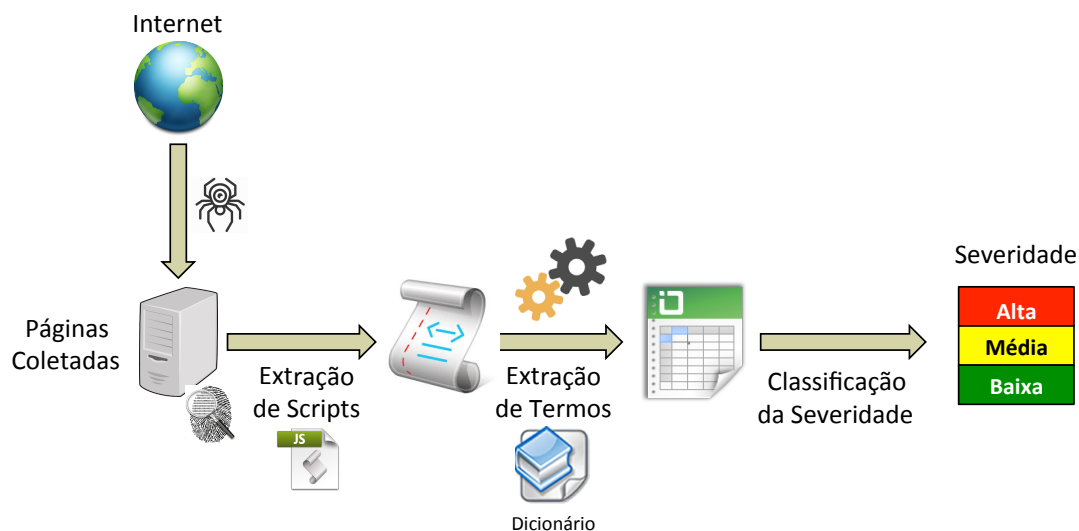 Internet
Páginas
Coletadas
Extração
de Scripts
JS
Extração
de Termos
Dicionário
Classificação
da Severidade
Severidade
Alta
Média
Baixa